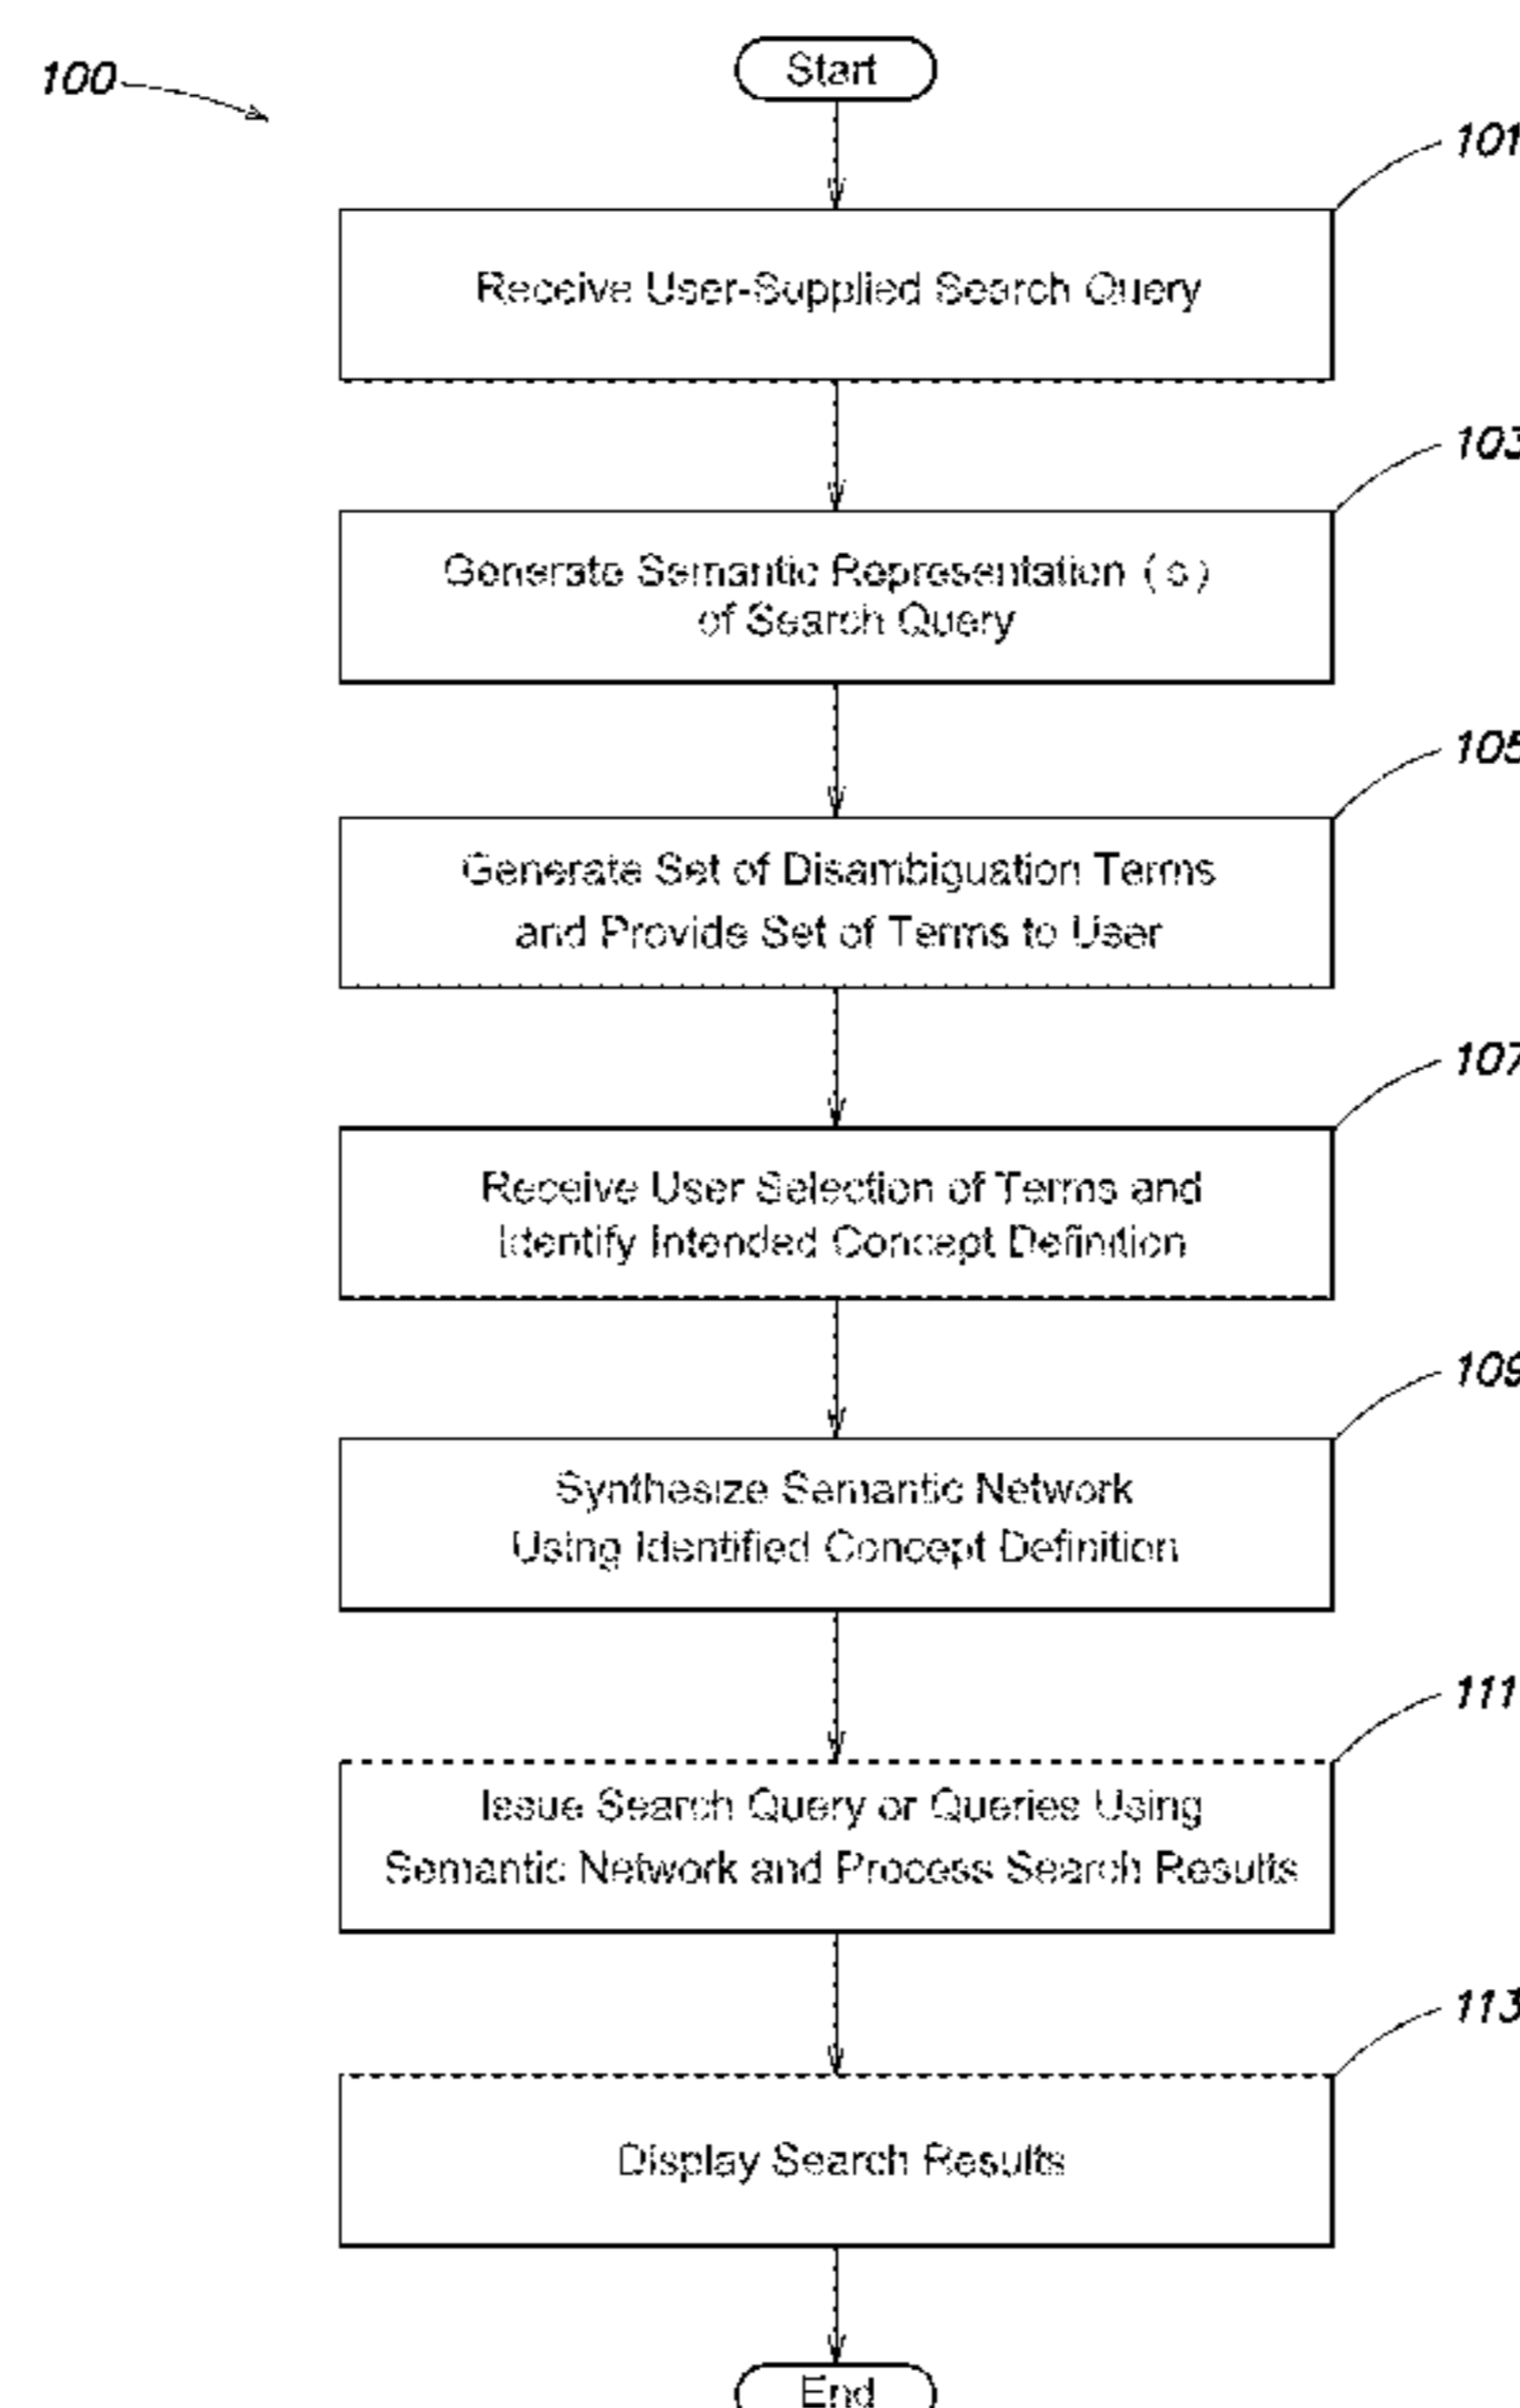 100
Start
101
Receive User-Supplied Search Query
103
Generate Semantic Representation (s)
of Search Query
105
Generate Set of Disambiguation Terms
and Provide Set of Terms to User
107
Receive User Selection of Terms and
Identify Intended Concept Definition
109
Synthesize Semantic Network
Using Identified Concept Definition
111
Issue Search Query or Queries Using
Semantic Network and Process Search Results
113
Display Search Results
End